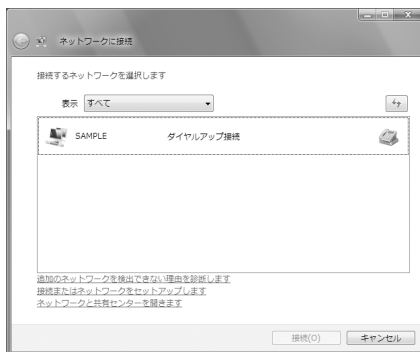 ネットワークに接続
接続するネットワークを選択します
表示 すべて
SAMPLE ダイヤルアップ接続
追加のネットワークを検出できない理由を診断します
接続またはネットワークをセットアップします
ネットワークと共有センターを開きます
接続(O) キャンセル